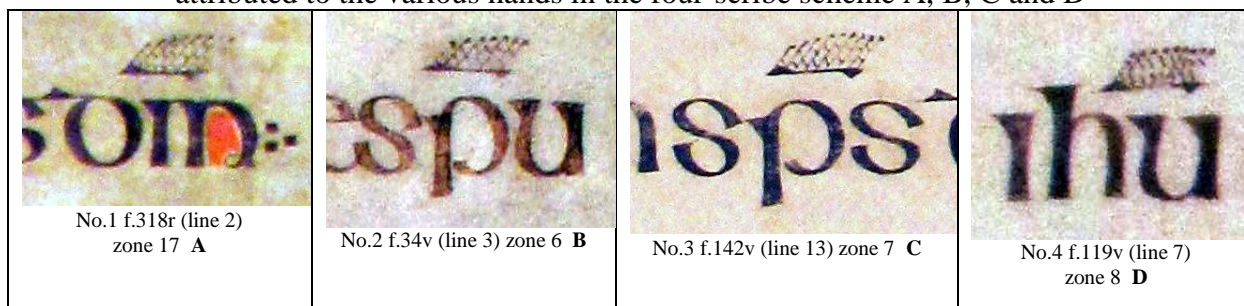 attributed to the various hands in the four scribe scheme A, B, C and D
som:·
spu
sps
ihu
No.1 f.318r (line 2)
zone 17 A
No.2 f.34v (line 3) zone 6 B
No.3 f.142v (line 13) zone 7 C
No.4 f.119v (line 7)
zone 8 D